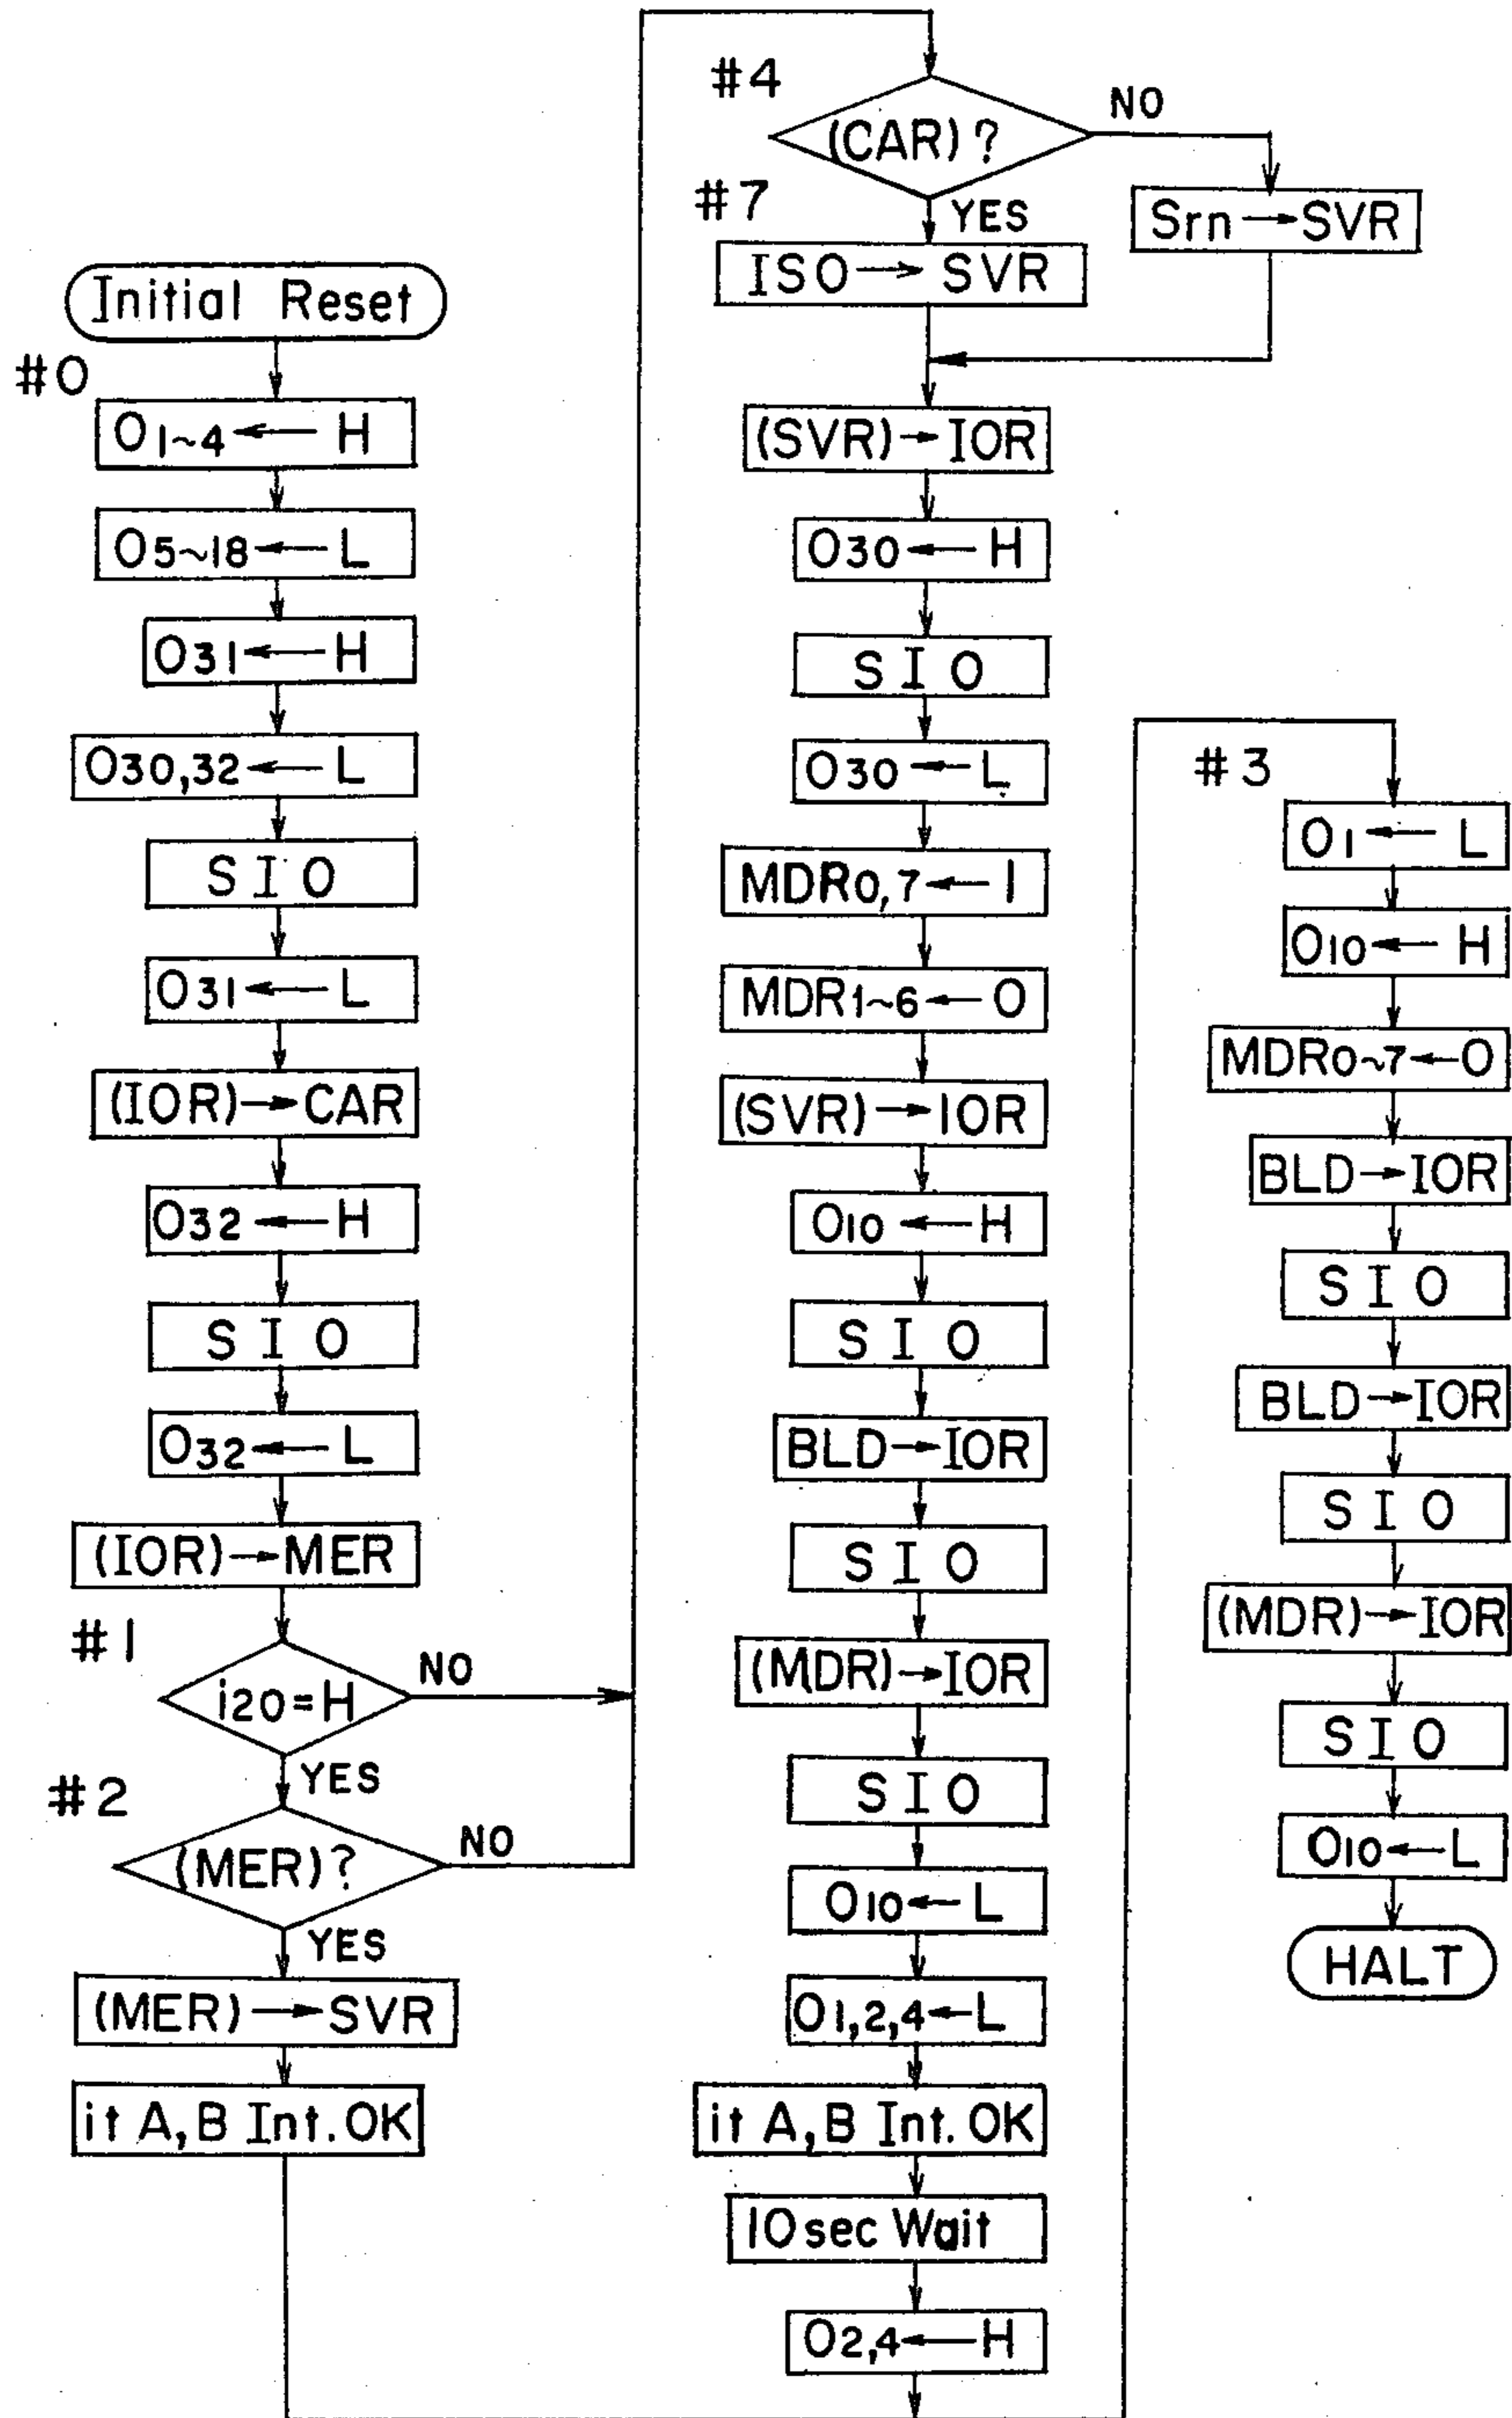 Initial Reset
#0
O1~4 ← H
O5~18 ← L
O31 ← H
O30,32 ← L
SIO
O31 ← L
(IOR) → CAR
O32 ← H
SIO
O32 ← L
(IOR) → MER
#1
i20=H
NO
YES
#2
(MER)?
NO
YES
(MER) → SVR
it A,B Int.OK
#4
(CAR)?
NO
Srn → SVR
#7
YES
ISO → SVR
(SVR) → IOR
O30 ← H
SIO
O30 ← L
MDR0,7 ← 1
MDR1~6 ← 0
(SVR) → IOR
O10 ← H
SIO
BLD → IOR
SIO
(MDR) → IOR
SIO
O10 ← L
O1,2,4 ← L
it A,B Int.OK
10sec Wait
O2,4 ← H
#3
O1 ← L
O10 ← H
MDR0~7 ← 0
BLD → IOR
SIO
BLD → IOR
SIO
(MDR) → IOR
SIO
O10 ← L
HALT